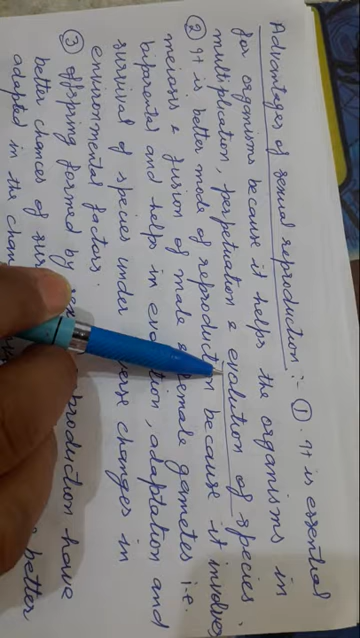 Advantages of sexual reproduction :- ① It is essential
for organisms because it helps the organisms in
multiplication, perpetuation & evolution of species.
② It is better mode of reproduction because it involves
meiosis & fusion of male & female gametes i.e.
biparental and helps in evolution, adaptation and
survival of species under verse changes in
environmental factors.
③ Offspring formed by production have
better chances of better
adapted in the